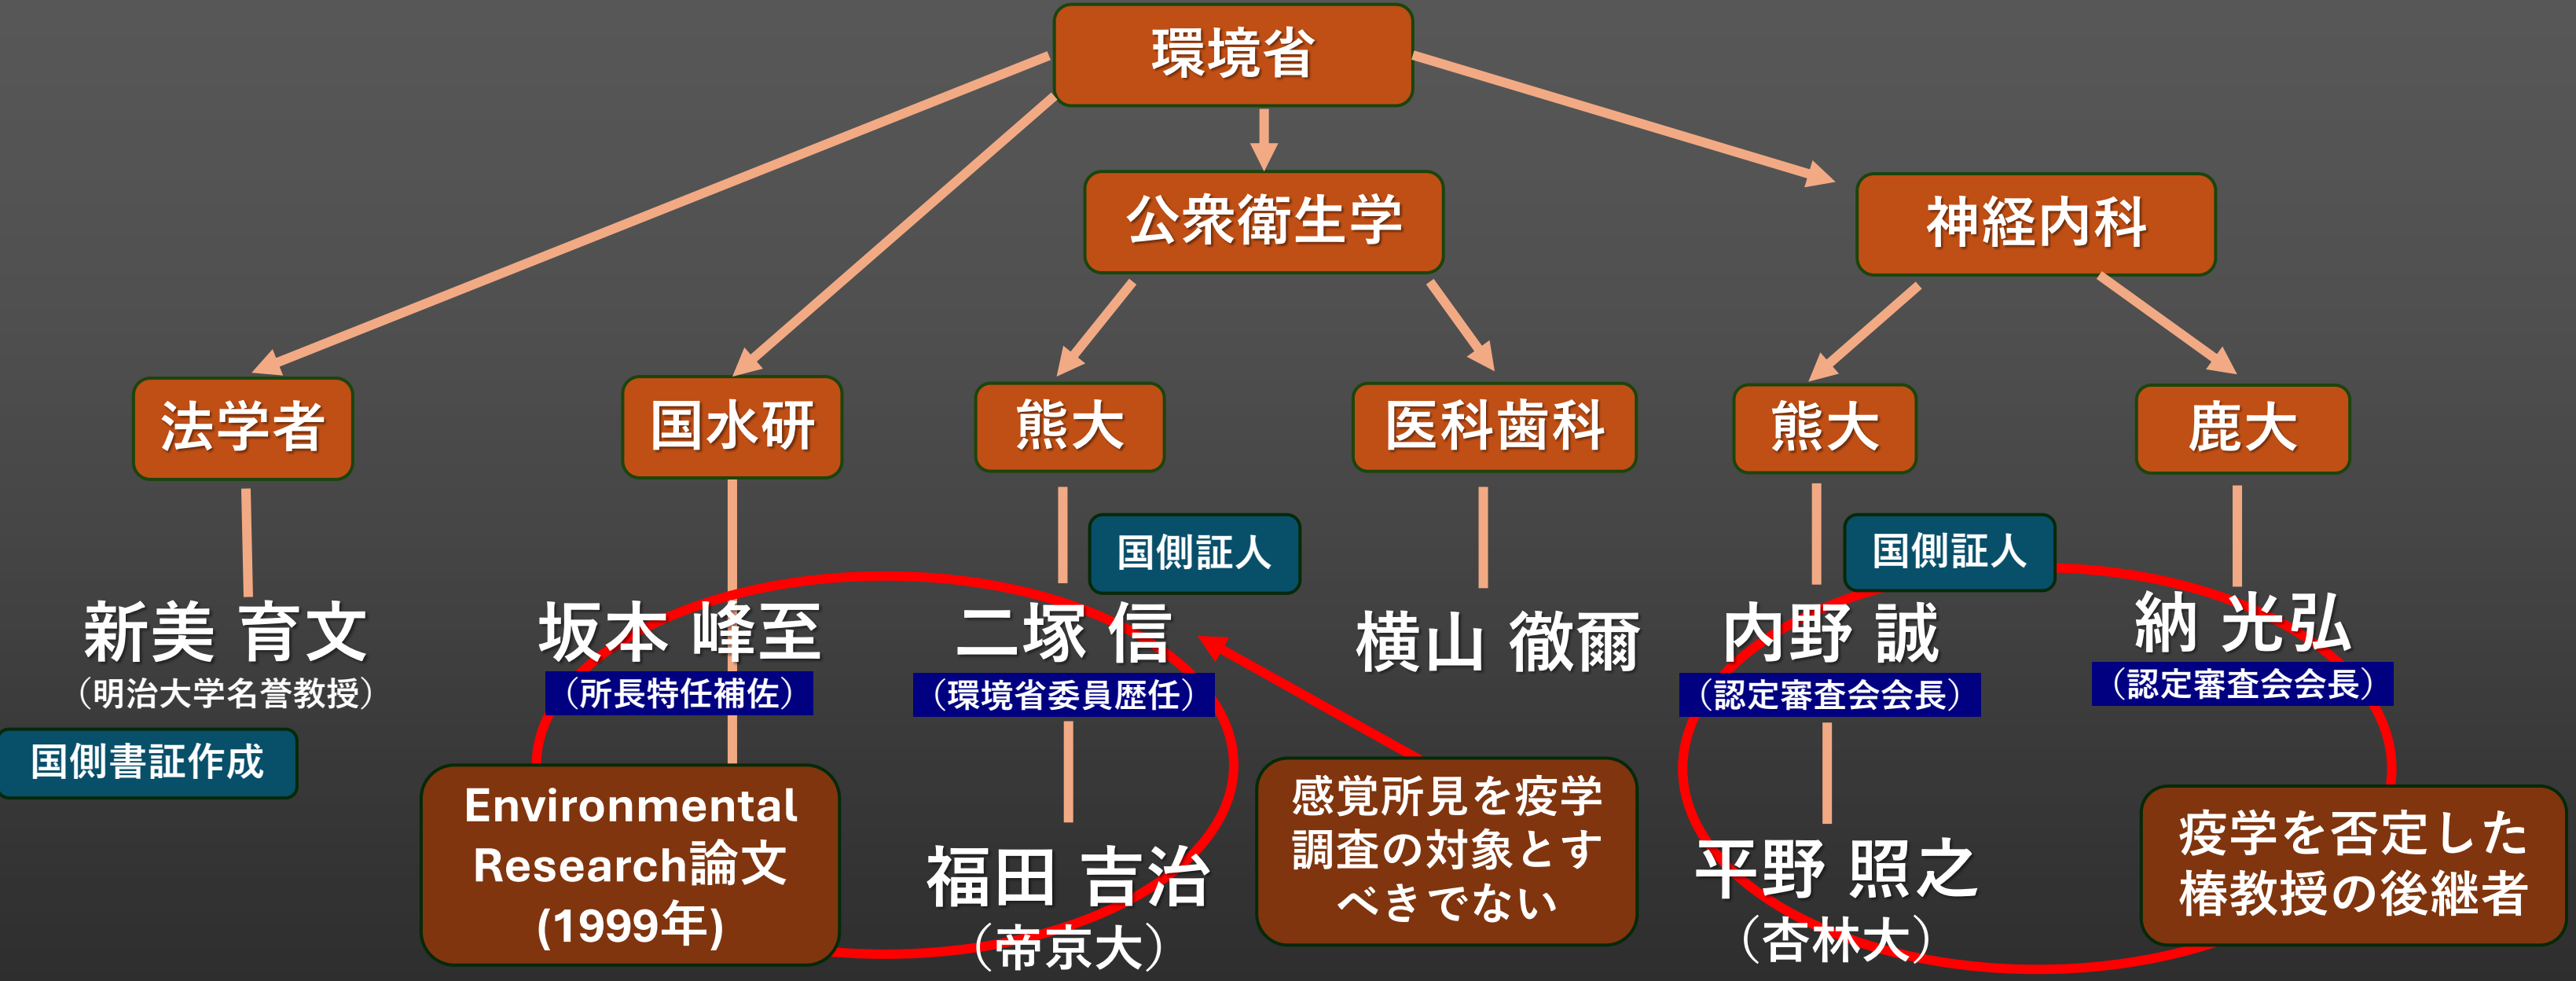 環境省
公衆衛生学
神経内科
法学者
国水研
熊大
医科歯科
熊大
鹿大
国側証人
国側証人
新美 育文
（明治大学名誉教授）
国側書証作成
坂本 峰至
（所長特任補佐）
二塚 信
（環境省委員歴任）
横山 徹爾
内野 誠
（認定審査会会長）
納 光弘
（認定審査会会長）
Environmental
Research論文
(1999年)
福田 吉治
（帝京大）
感覚所見を疫学
調査の対象とす
べきでない
平野 照之
（杏林大）
疫学を否定した
椿教授の後継者